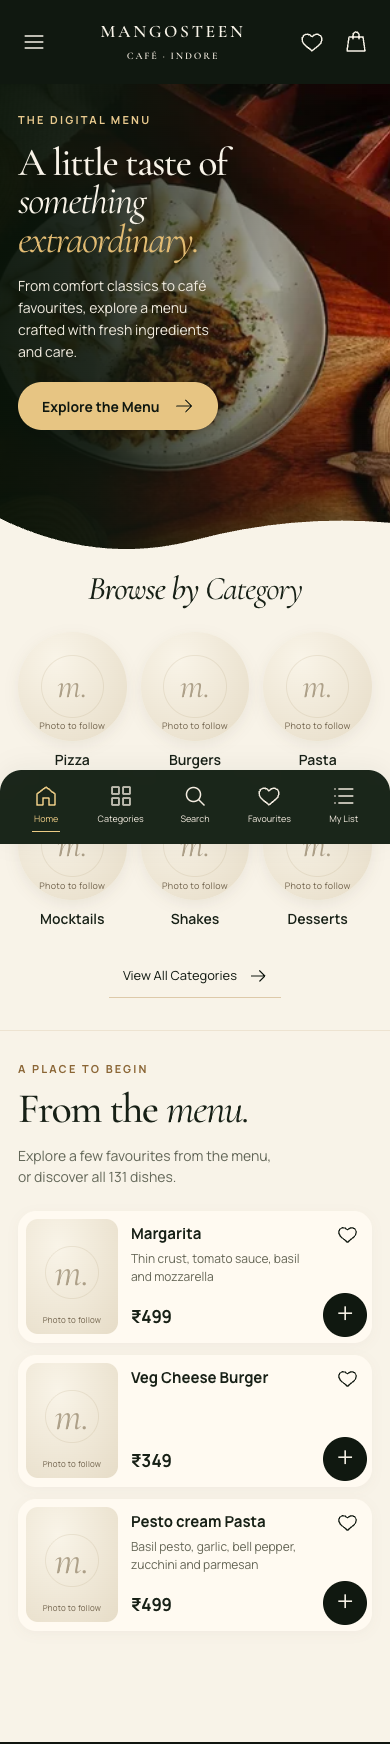 MANGOSTEEN
CAFÉ · INDORE
THE DIGITAL MENU
A little taste of
something
extraordinary.
From comfort classics to café
favourites, explore a menu
crafted with fresh ingredients
and care.
Explore the Menu
Browse by Category
m. m. m.
Photo to follow Photo to follow Photo to follow
Pizza Burgers Pasta
Home Categories Search Favourites My List
m. m. m.
Photo to follow Photo to follow Photo to follow
Mocktails Shakes Desserts
View All Categories
A PLACE TO BEGIN
From the menu.
Explore a few favourites from the menu,
or discover all 131 dishes.
Margarita
Thin crust, tomato sauce, basil
and mozzarella
m.
Photo to follow
₹499
Veg Cheese Burger
m.
Photo to follow
₹349
Pesto cream Pasta
Basil pesto, garlic, bell pepper,
zucchini and parmesan
m.
Photo to follow
₹499